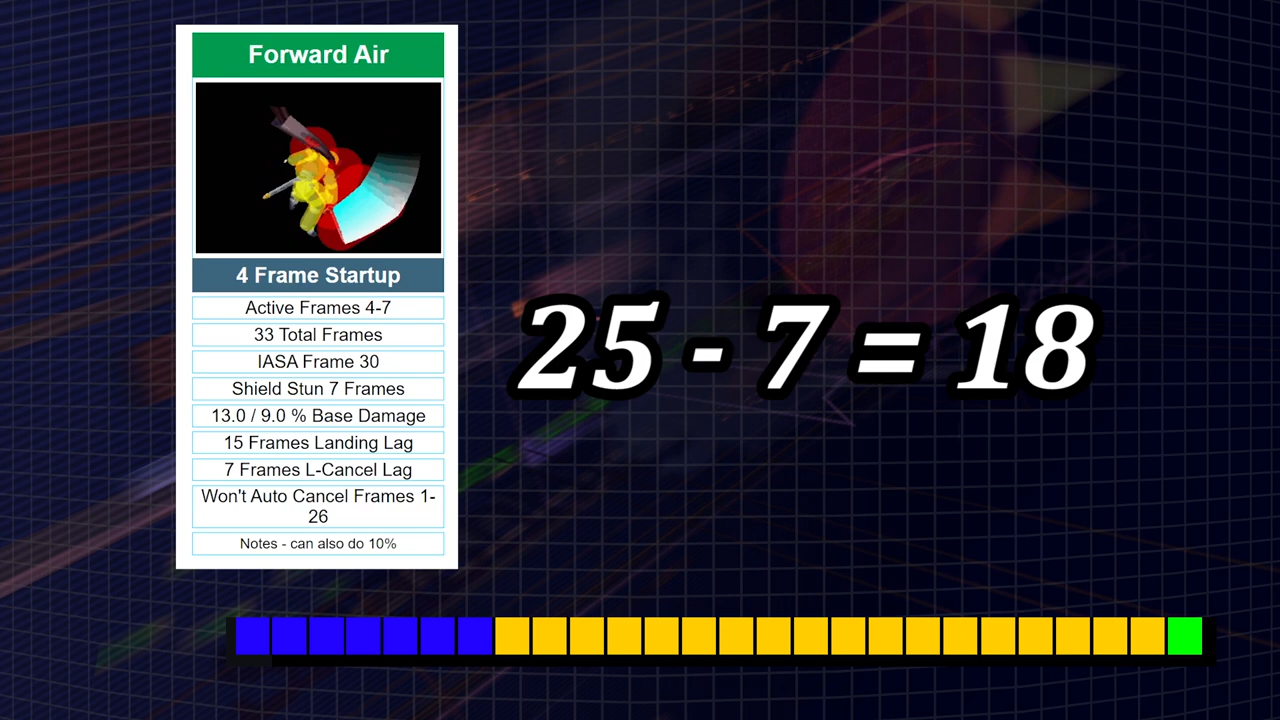 Forward Air
4 Frame Startup
Active Frames 4-7
33 Total Frames
IASA Frame 30
Shield Stun 7 Frames
13.0 / 9.0 % Base Damage
15 Frames Landing Lag
7 Frames L-Cancel Lag
Won't Auto Cancel Frames 1-
26
Notes - can also do 10%
25 - 7 = 18